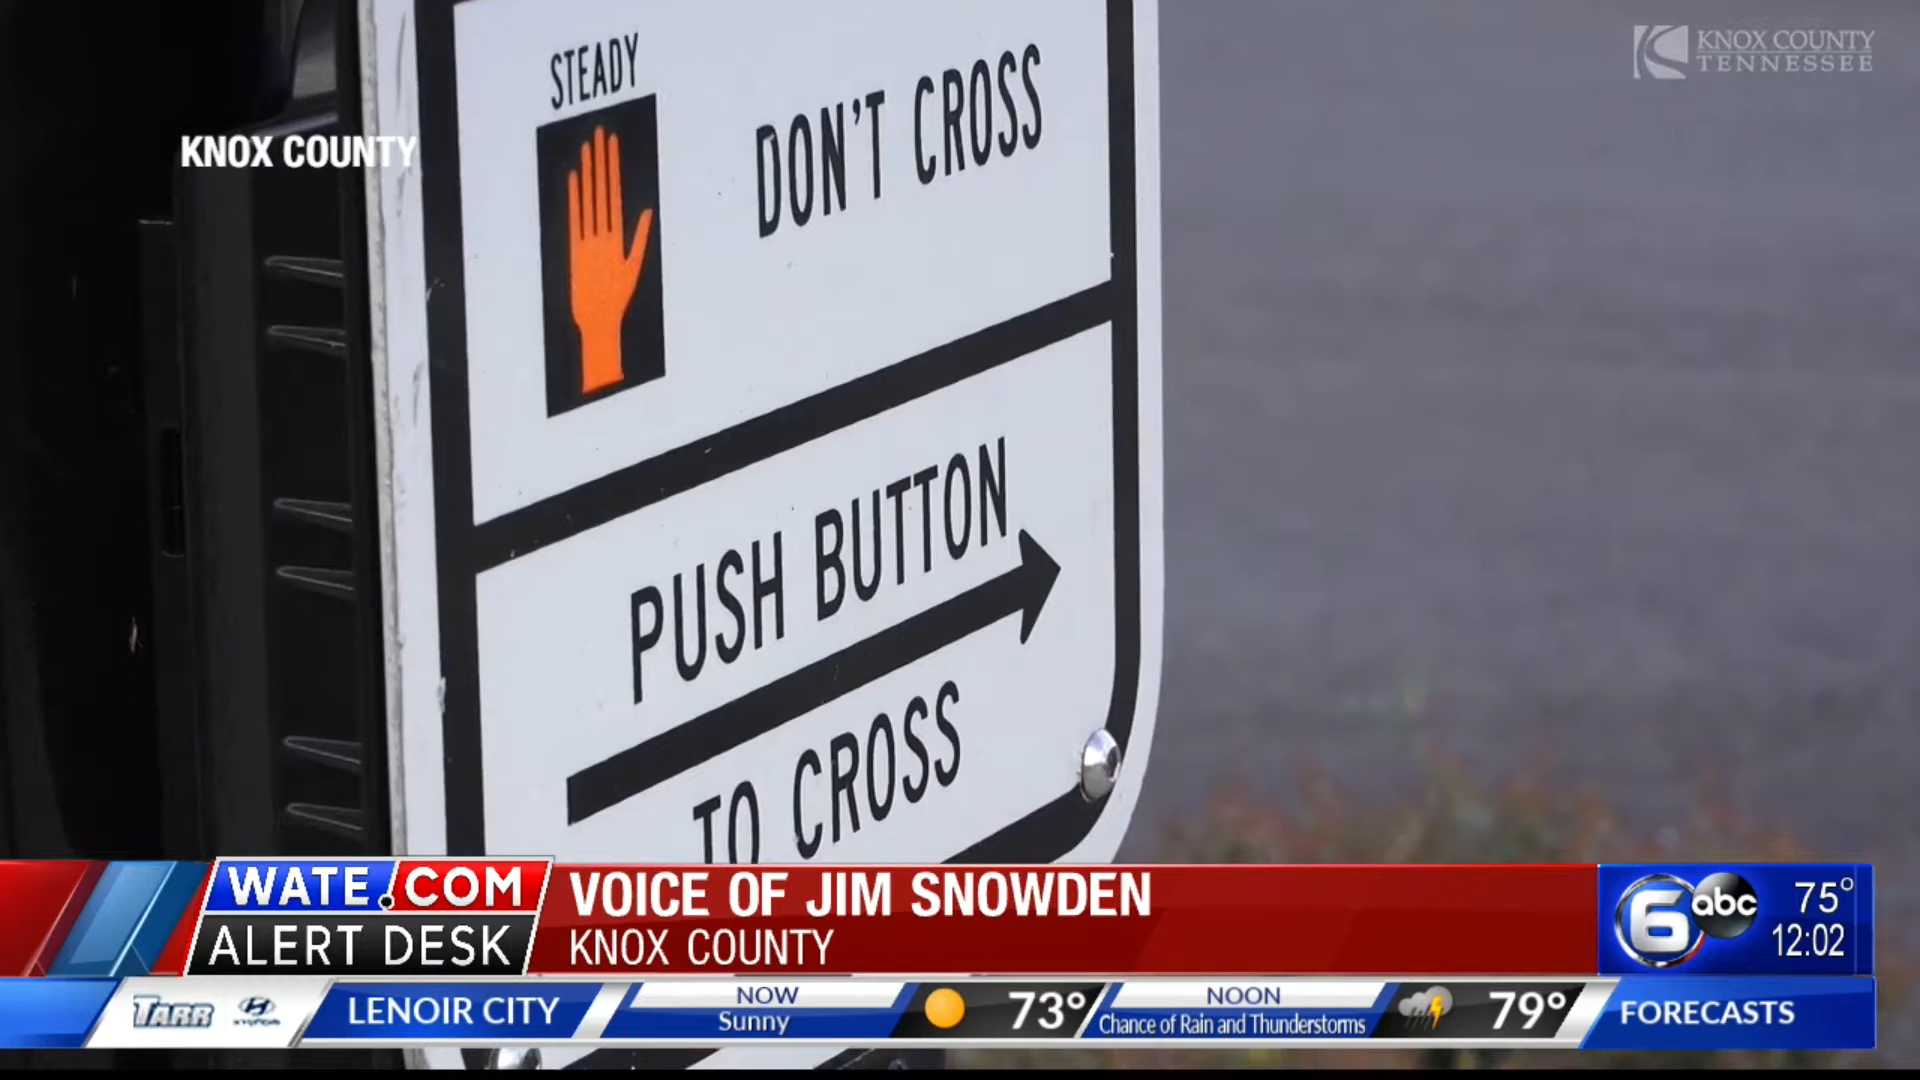 KNOX COUNTY
TENNESSEE
KNOX COUNTY
STEADY
DON'T CROSS
PUSH BUTTON
TO CROSS
WATE.COM
ALERT DESK
VOICE OF JIM SNOWDEN
KNOX COUNTY
6 abc
75°
12:02
TARR
HYUNDAI
LENOIR CITY
NOW
Sunny
73°
NOON
Chance of Rain and Thunderstorms
79°
FORECASTS